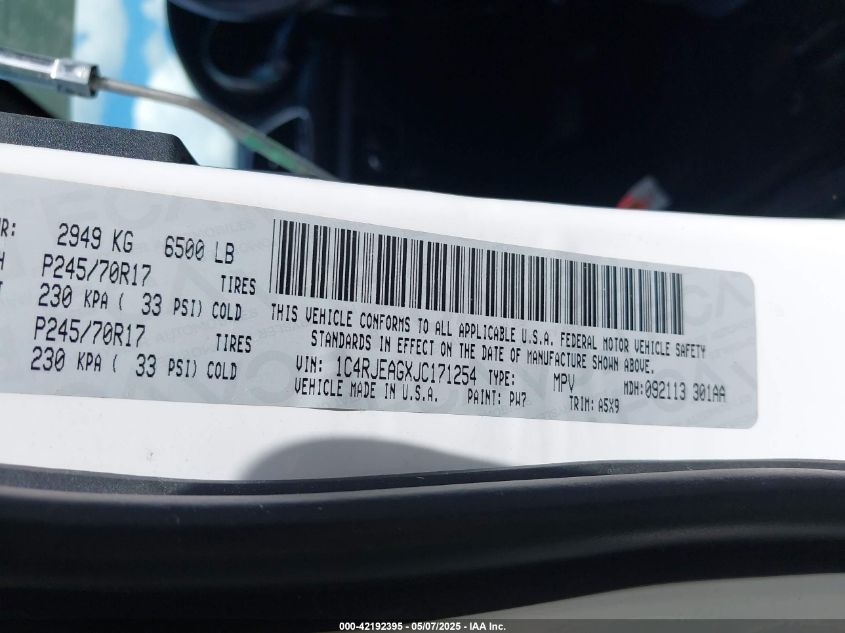 R: 2949 KG 6500 LB
H P245/70R17 TIRES
T 230 KPA ( 33 PSI) COLD
P245/70R17 TIRES
230 KPA ( 33 PSI) COLD
THIS VEHICLE CONFORMS TO ALL APPLICABLE U.S.A. FEDERAL MOTOR VEHICLE SAFETY
STANDARDS IN EFFECT ON THE DATE OF MANUFACTURE SHOWN ABOVE.
VIN: 1C4RJEAGXJC171254 TYPE: MPV MDH:092113 301AA
VEHICLE MADE IN U.S.A. PAINT: PW7 TRIM: A5X9
000-42192395 - 05/07/2025 - IAA Inc.